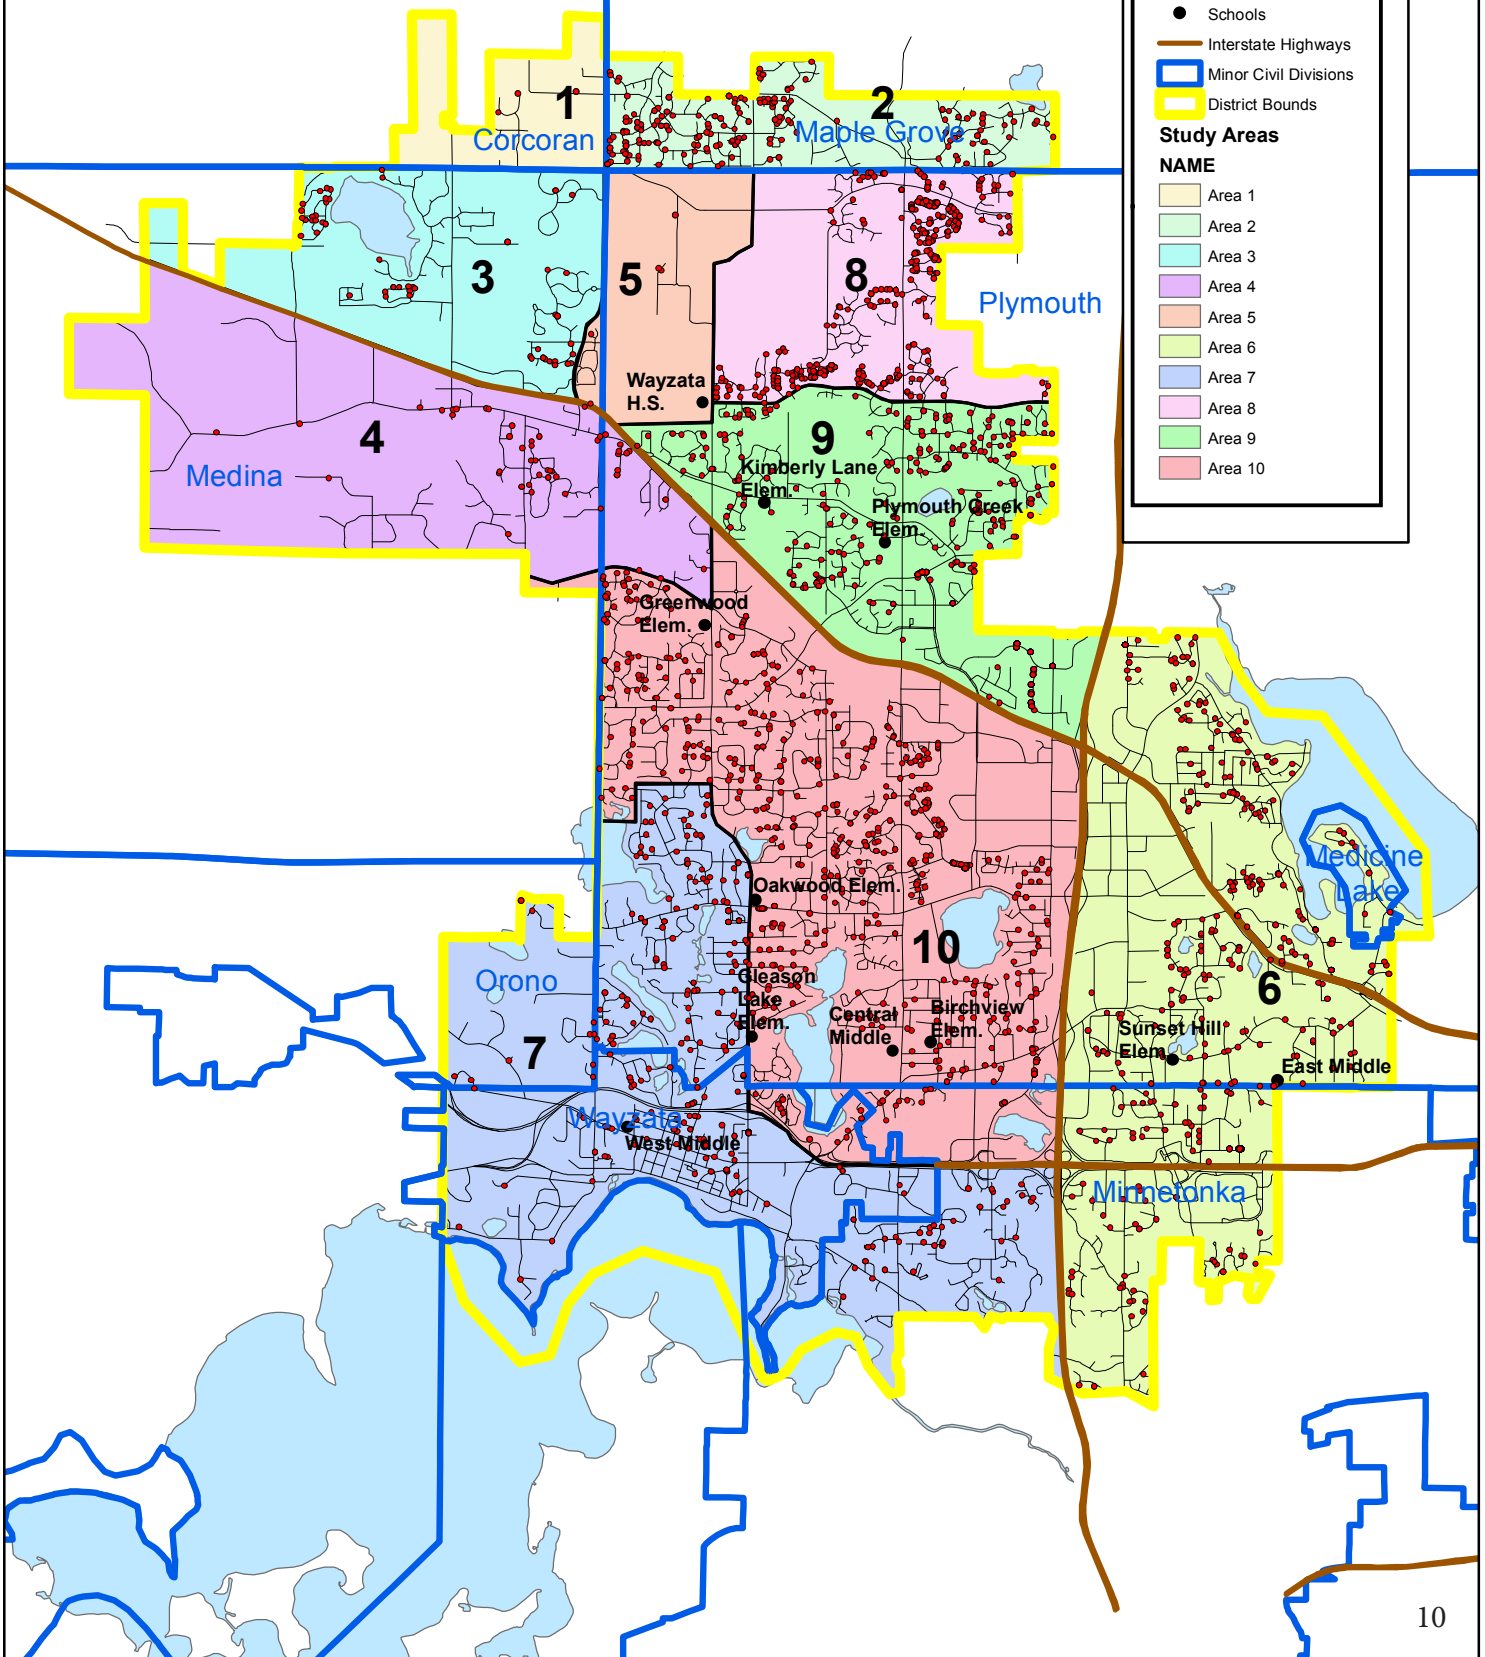 Schools
Interstate Highways
Minor Civil Divisions
District Bounds
Study Areas
NAME
Area 1
Area 2
Area 3
Area 4
Area 5
Area 6
Area 7
Area 8
Area 9
Area 10
1
Corcoran
2
Maple Grove
3
5
8
Plymouth
Wayzata
H.S.
4
Medina
9
Kimberly Lane
Elem.
Plymouth Creek
Elem.
Greenwood
Elem.
Medicine
Lake
Oakwood Elem.
10
Orono
Gleason
Lake
Elem.
Central
Middle
Birchview
Elem.
6
Sunset Hill
Elem.
East Middle
7
Wayzata
West Middle
Minnetonka
10